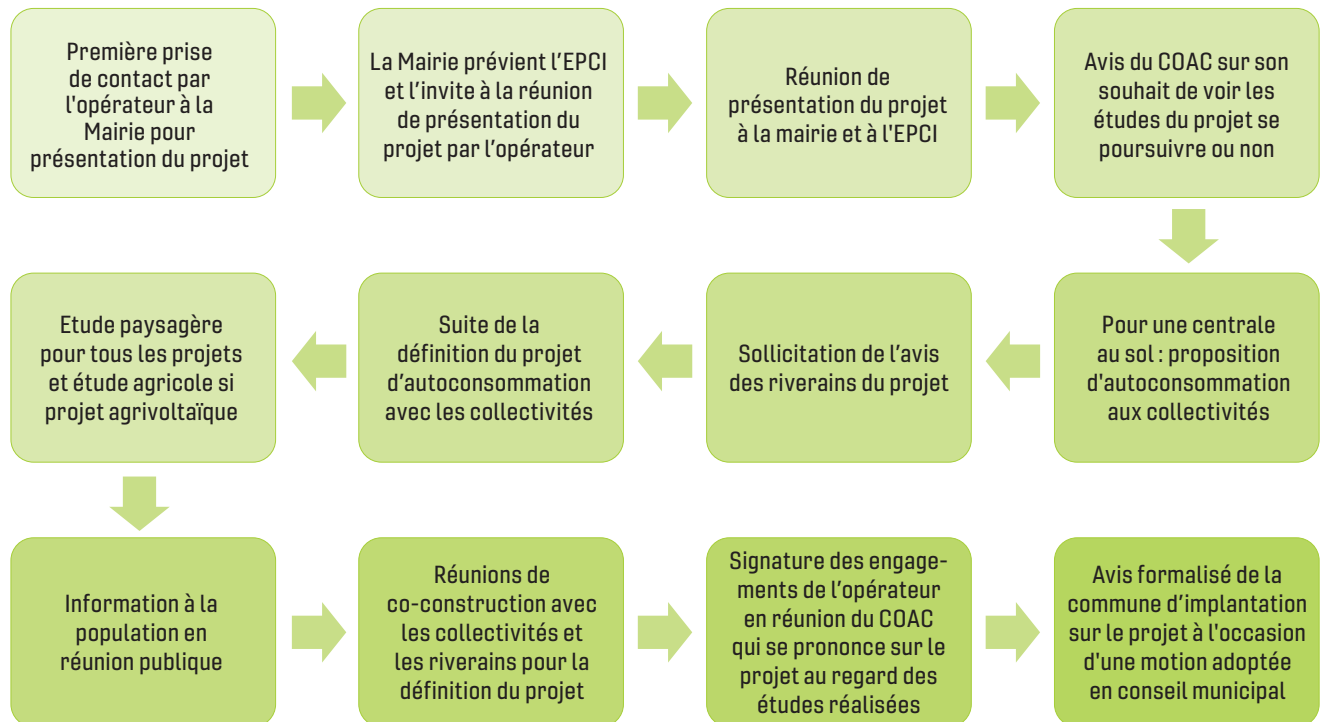 Première prise
de contact par
l'opérateur à la
Mairie pour
présentation du projet
La Mairie prévient l’EPCI
et l’invite à la réunion
de présentation du
projet par l’opérateur
Réunion de
présentation du projet
à la mairie et à l'EPCI
Avis du COAC sur son
souhait de voir les
études du projet se
poursuivre ou non
Pour une centrale
au sol : proposition
d'autoconsommation
aux collectivités
Sollicitation de l’avis
des riverains du projet
Suite de la
définition du projet
d’autoconsommation
avec les collectivités
Etude paysagère
pour tous les projets
et étude agricole si
projet agrivoltaïque
Information à la
population en
réunion publique
Réunions de
co-construction avec
les collectivités et
les riverains pour la
définition du projet
Signature des engage-
ments de l’opérateur
en réunion du COAC
qui se prononce sur le
projet au regard des
études réalisées
Avis formalisé de la
commune d’implantation
sur le projet à l'occasion
d'une motion adoptée
en conseil municipal